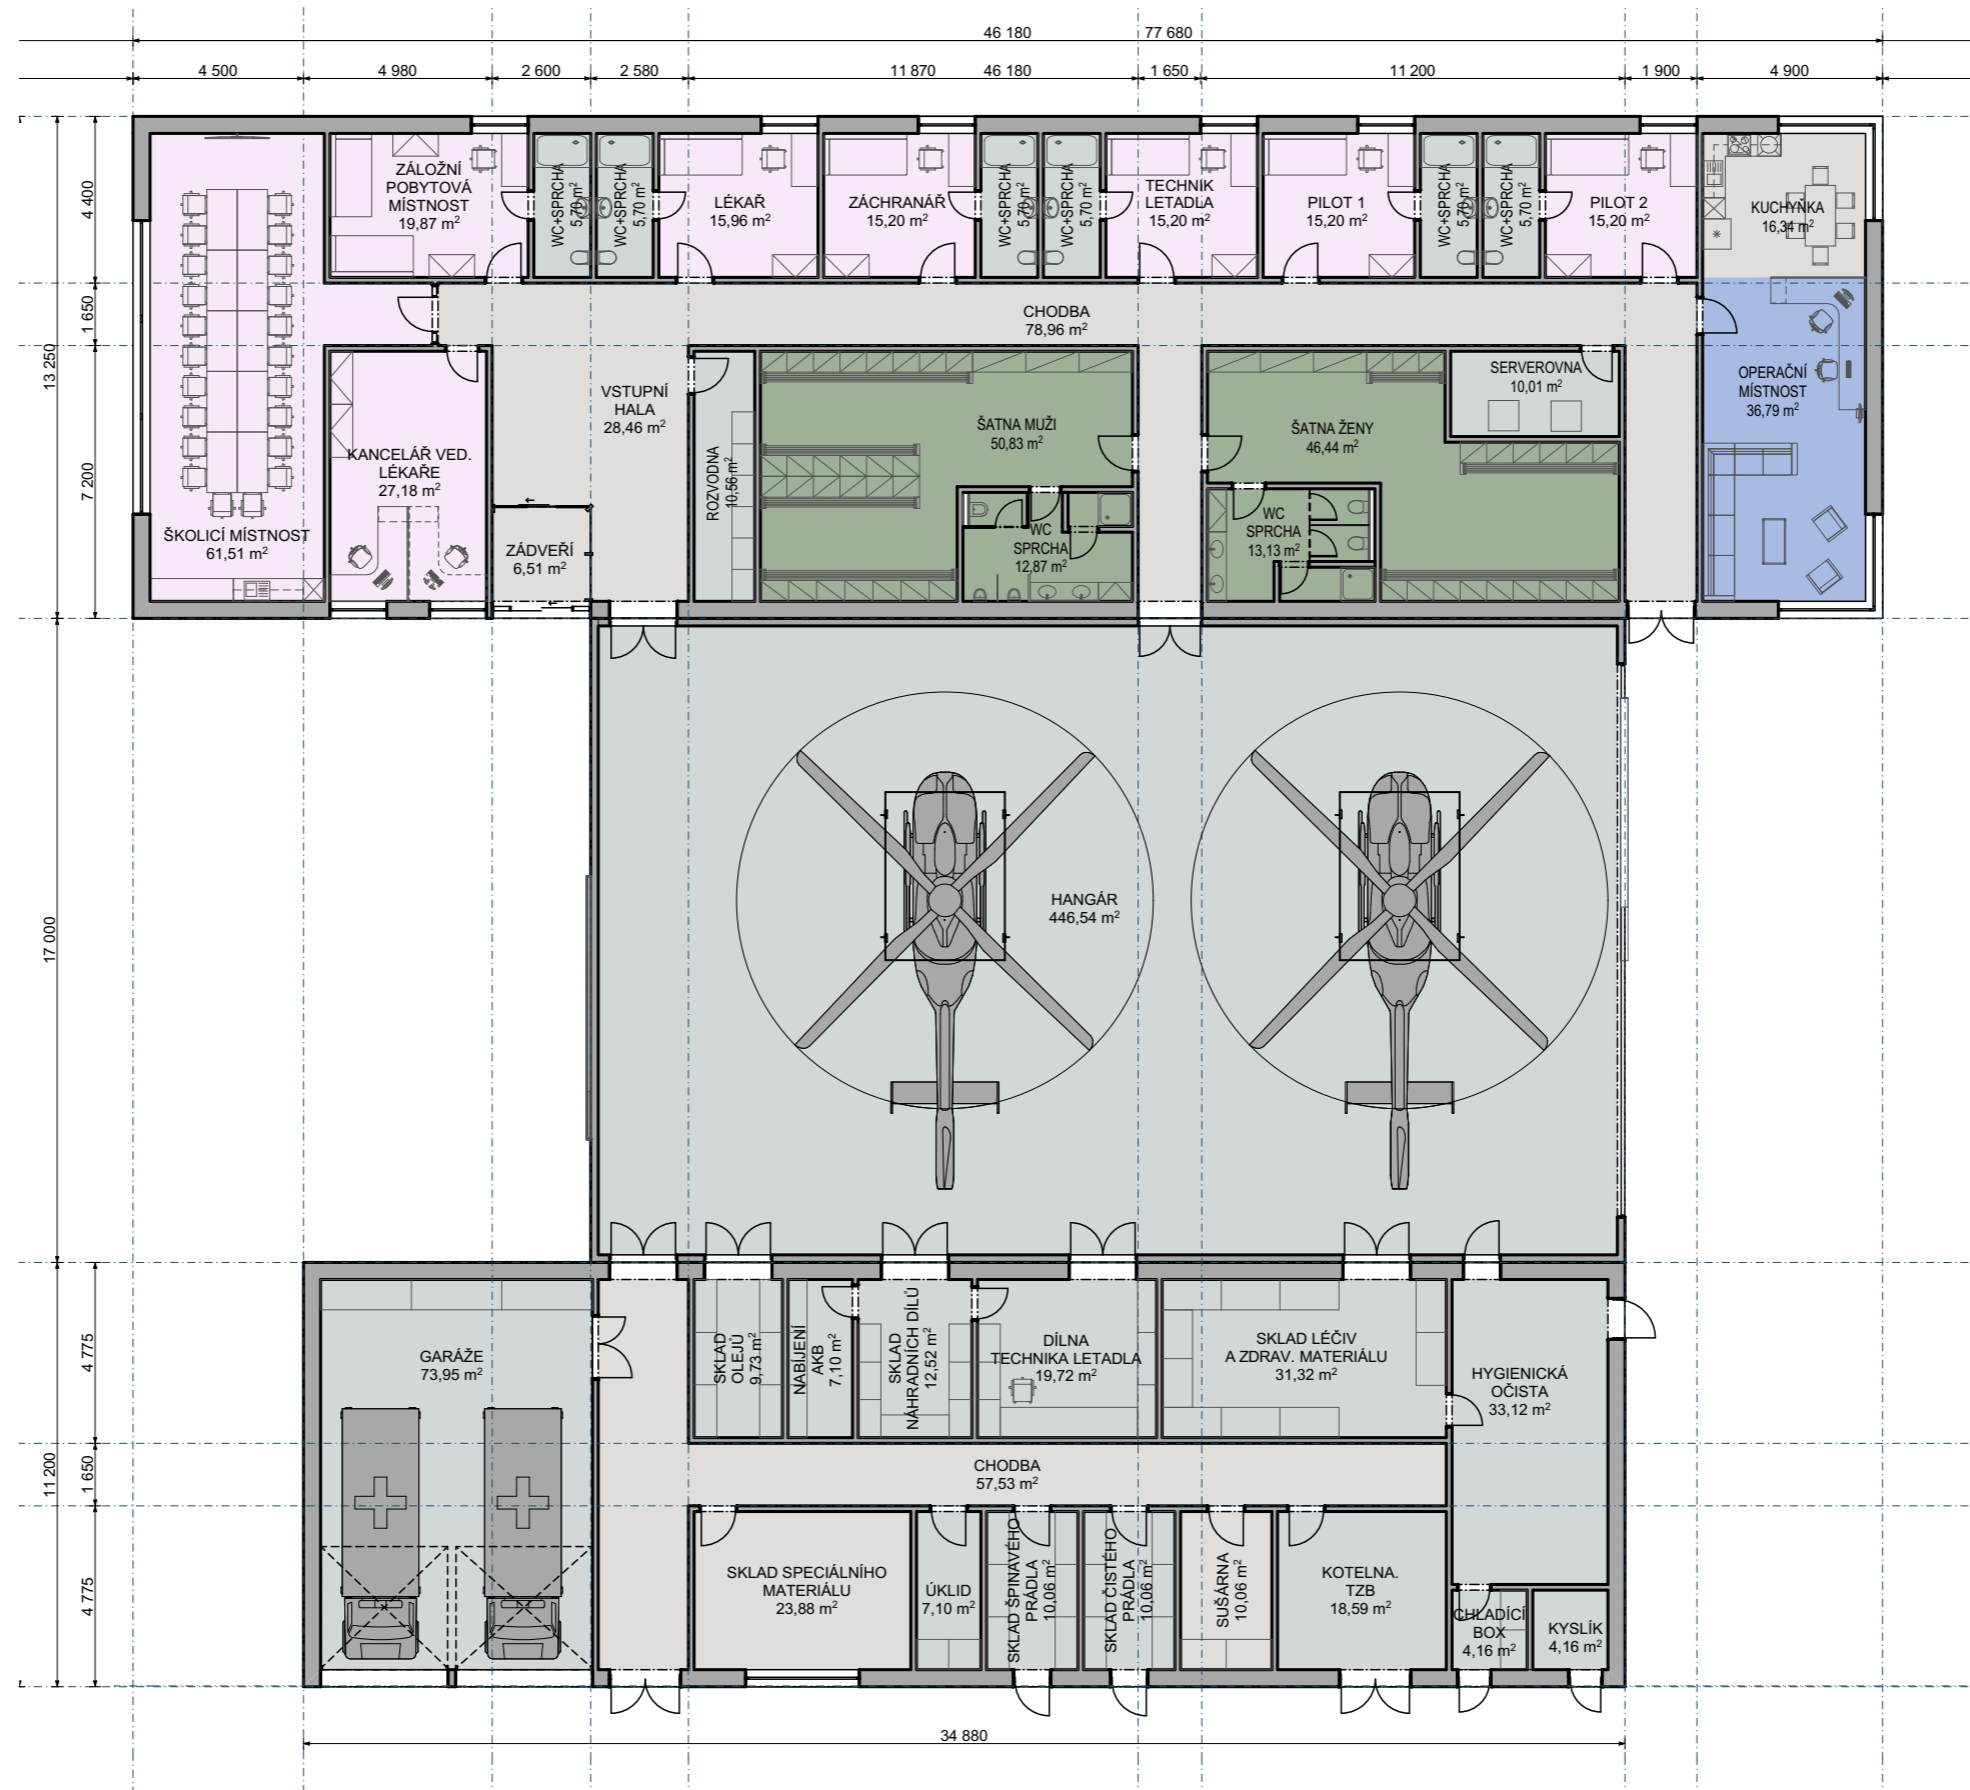 46 180
77 680
4 500
4 980
2 600
2 580
11 870
46 180
1 650
11 200
1 900
4 900
13 250
4 400
1 650
7 200
17 000
11 200
4 775
1 650
4 775
34 880
ZÁLOŽNÍ
POBYTOVÁ
MÍSTNOST
19,87 m²
WC+SPRCHA
5,70 m²
WC+SPRCHA
5,70 m²
LÉKAŘ
15,96 m²
ZÁCHRANÁŘ
15,20 m²
WC+SPRCHA
5,70 m²
WC+SPRCHA
5,70 m²
TECHNIK
LETADLA
15,20 m²
PILOT 1
15,20 m²
WC+SPRCHA
5,70 m²
WC+SPRCHA
5,70 m²
PILOT 2
15,20 m²
KUCHYŇKA
16,34 m²
CHODBA
78,96 m²
ŠKOLICÍ MÍSTNOST
61,51 m²
KANCELÁŘ VED.
LÉKAŘE
27,18 m²
VSTUPNÍ
HALA
28,46 m²
ZÁDVEŘÍ
6,51 m²
ROZVODNA
10,56 m²
ŠATNA MUŽI
50,83 m²
WC
SPRCHA
12,87 m²
ŠATNA ŽENY
46,44 m²
WC
SPRCHA
13,13 m²
SERVEROVNA
10,01 m²
OPERAČNÍ
MÍSTNOST
36,79 m²
HANGÁR
446,54 m²
GARÁŽE
73,95 m²
SKLAD
OLEJŮ
9,73 m²
NABÍJENÍ
AKB
7,10 m²
SKLAD
NÁHRADNÍCH DÍLŮ
12,52 m²
DÍLNA
TECHNIKA LETADLA
19,72 m²
SKLAD LÉČIV
A ZDRAV. MATERIÁLU
31,32 m²
HYGIENICKÁ
OČISTA
33,12 m²
CHODBA
57,53 m²
SKLAD SPECIÁLNÍHO
MATERIÁLU
23,88 m²
ÚKLID
7,10 m²
SKLAD ŠPINAVÉHO
PRÁDLA
10,06 m²
SKLAD ČISTÉHO
PRÁDLA
10,06 m²
SUŠÁRNA
10,06 m²
KOTELNA.
TZB
18,59 m²
CHLADÍCÍ
BOX
4,16 m²
KYSLÍK
4,16 m²